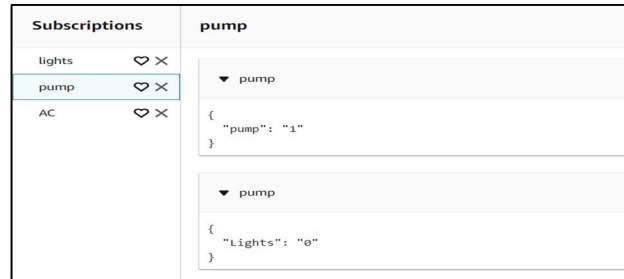 Subscriptions
lights
pump
AC
pump
pump
{
"pump": "1"
}
pump
{
"Lights": "0"
}